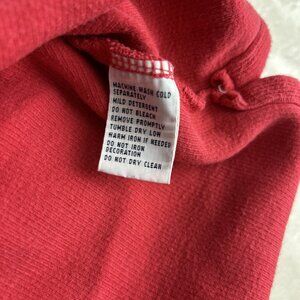 MACHINE WASH COLD
SEPARATELY
MILD DETERGENT
DO NOT BLEACH
REMOVE PROMPTLY
TUMBLE DRY LOW
WARM IRON IF NEEDED
DO NOT IRON
DECORATION
DO NOT DRY CLEAN